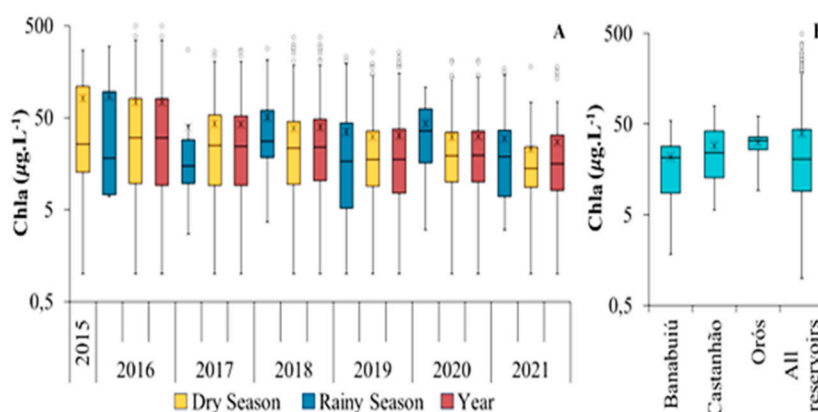 500
A
50
5
0,5
Chla (µg.L⁻¹)
2015
2016
2017
2018
2019
2020
2021
Dry Season
Rainy Season
Year
500
50
5
0,5
Chla (µg.L⁻¹)
Banabuiú
Castanhão
Orós
All
reservoirs